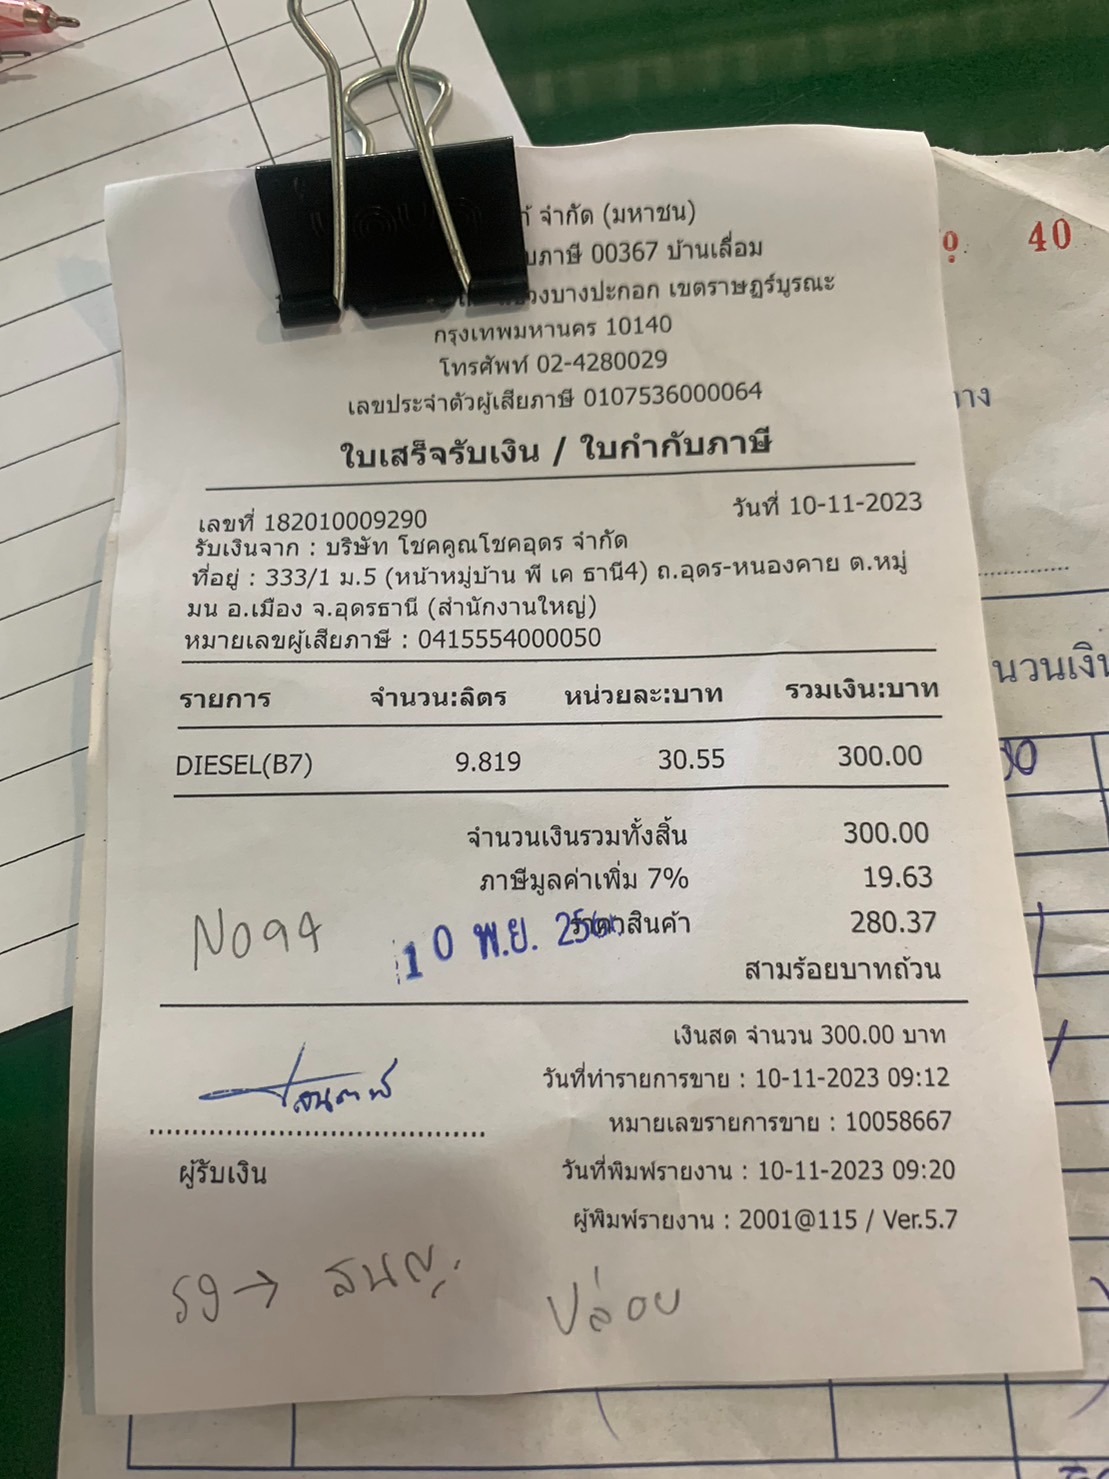 จำกัด (มหาชน)
00367 บ้านเลื่อม
บางปะกอก เขตราษฎร์บูรณะ
กรุงเทพมหานคร 10140
โทรศัพท์ 02-4280029
เลขประจำตัวผู้เสียภาษี 0107536000064
ใบเสร็จรับเงิน / ใบกำกับภาษี
เลขที่ 182010009290 วันที่ 10-11-2023
รับเงินจาก : บริษัท โชคคูณโชคอุดร จำกัด
ที่อยู่ : 333/1 ม.5 (หน้าหมู่บ้าน พี เค ธานี4) ถ.อุดร-หนองคาย ต.หมู่
มน อ.เมือง จ.อุดรธานี (สำนักงานใหญ่)
หมายเลขผู้เสียภาษี : 0415554000050
รายการ จำนวน:ลิตร หน่วยละ:บาท รวมเงิน:บาท
DIESEL(B7) 9.819 30.55 300.00
จำนวนเงินรวมทั้งสิ้น 300.00
ภาษีมูลค่าเพิ่ม 7% 19.63
สินค้า 280.37
10 พ.ย.
สามร้อยบาทถ้วน
เงินสด จำนวน 300.00 บาท
วันที่ทำรายการขาย : 10-11-2023 09:12
หมายเลขรายการขาย : 10058667
ผู้รับเงิน
วันที่พิมพ์รายงาน : 10-11-2023 09:20
ผู้พิมพ์รายงาน : 2001@115 / Ver.5.7
→ สนญ.
ปล่อย
40